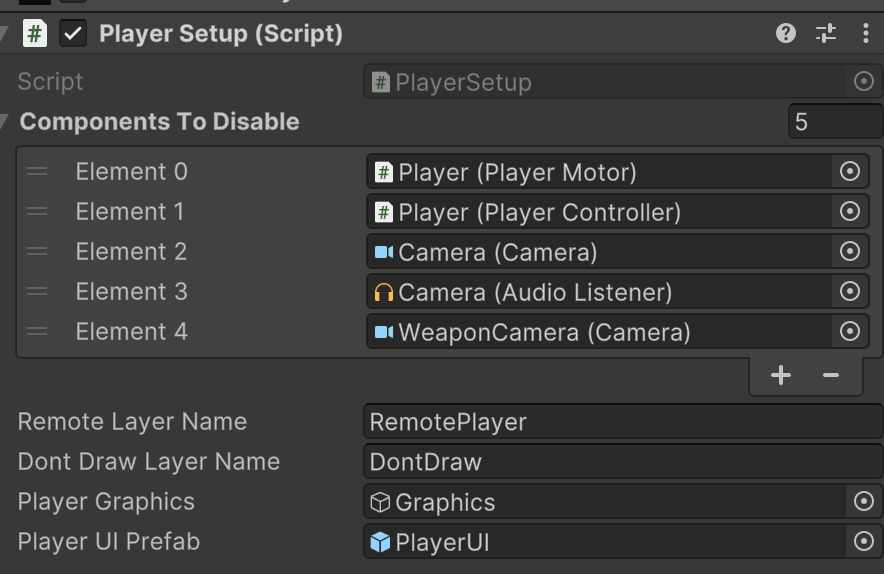 Player Setup (Script)
Script PlayerSetup
Components To Disable 5
Element 0 Player (Player Motor)
Element 1 Player (Player Controller)
Element 2 Camera (Camera)
Element 3 Camera (Audio Listener)
Element 4 WeaponCamera (Camera)
Remote Layer Name RemotePlayer
Dont Draw Layer Name DontDraw
Player Graphics Graphics
Player UI Prefab PlayerUI